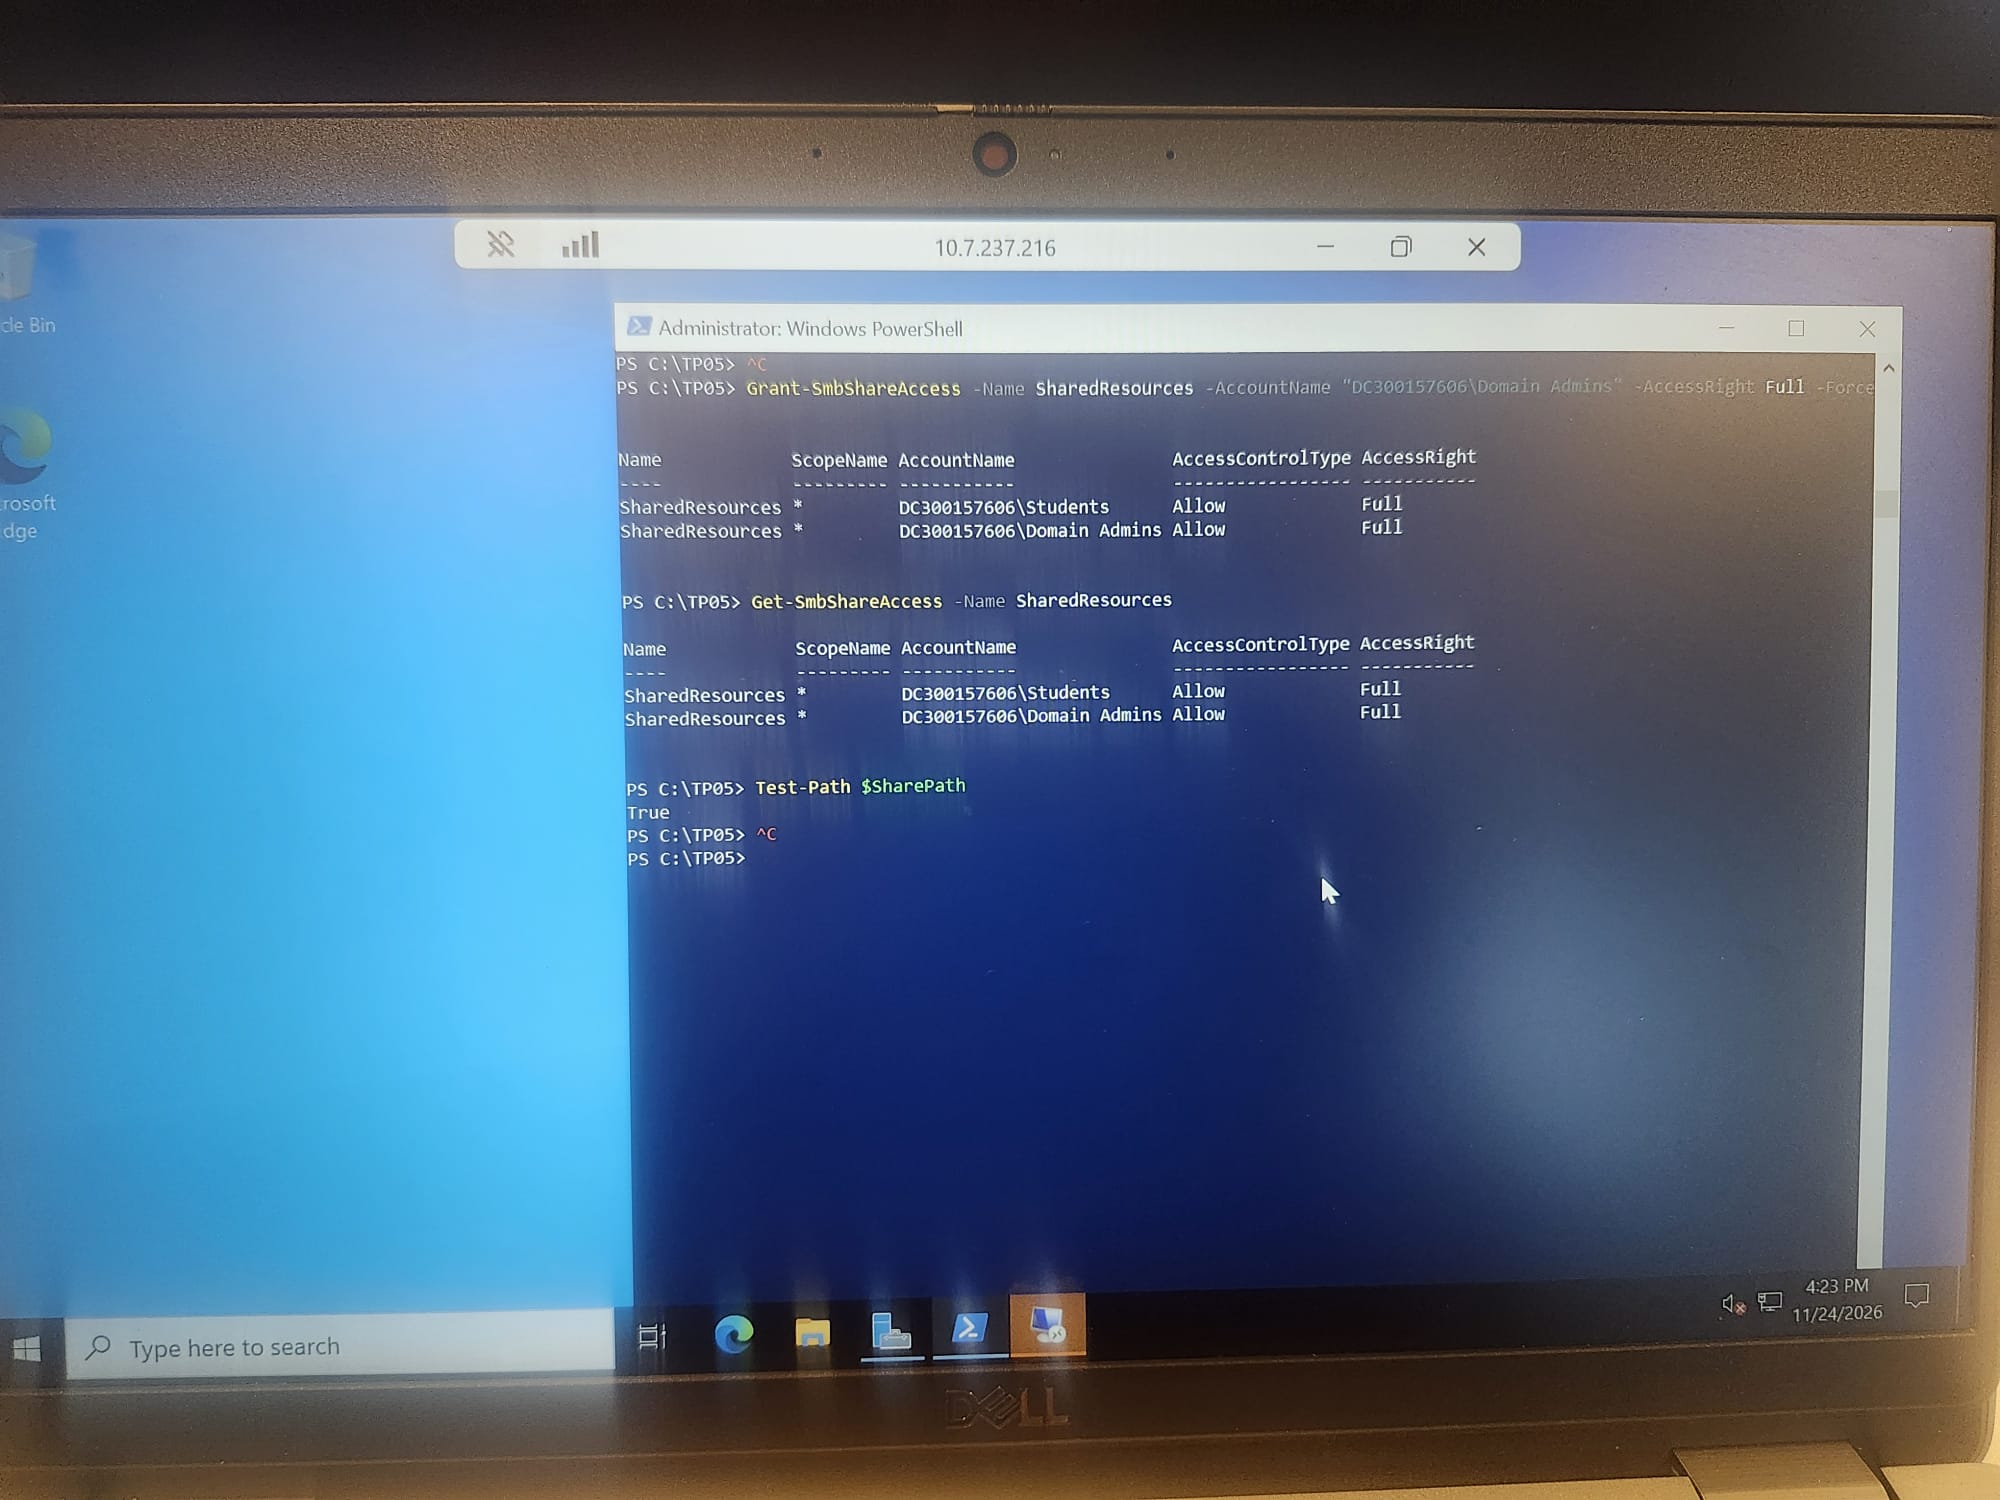 10.7.237.216
cle Bin
Administrator: Windows PowerShell
PS C:\TP05> ^C
PS C:\TP05> Grant-SmbShareAccess -Name SharedResources -AccountName "DC300157606\Domain Admins" -AccessRight Full -Force
Name ScopeName AccountName AccessControlType AccessRight
---- --------- ----------- ----------------- -----------
SharedResources * DC300157606\Students Allow Full
SharedResources * DC300157606\Domain Admins Allow Full
rosoft
dge
PS C:\TP05> Get-SmbShareAccess -Name SharedResources
Name ScopeName AccountName AccessControlType AccessRight
---- --------- ----------- ----------------- -----------
SharedResources * DC300157606\Students Allow Full
SharedResources * DC300157606\Domain Admins Allow Full
PS C:\TP05> Test-Path $SharePath
True
PS C:\TP05> ^C
PS C:\TP05>
Type here to search
4:23 PM
11/24/2026
DELL